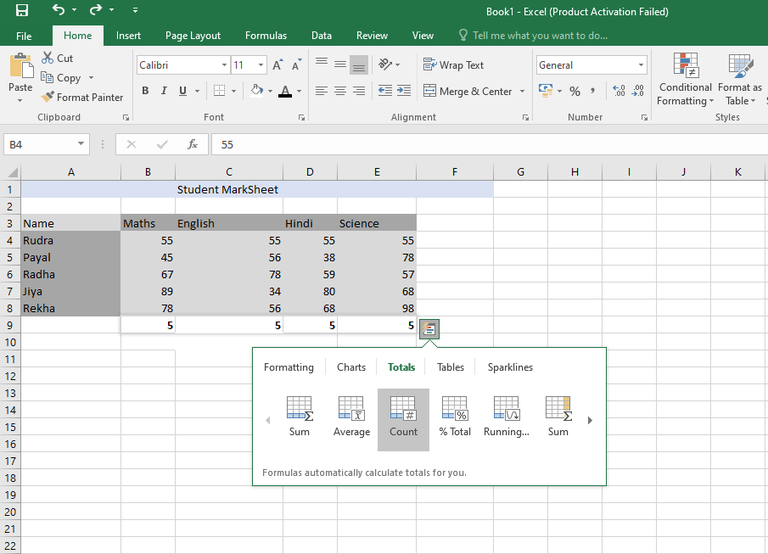 Book1 - Excel (Product Activation Failed)
File Home Insert Page Layout Formulas Data Review View Tell me what you want to do...
Paste
Cut
Copy
Format Painter
Clipboard
Calibri 11 A A
B I U A
Font
Wrap Text
Merge & Center
Alignment
General
% , .00 .0
Number
Conditional Formatting
Format as Table
Styles
B4 fx 55
A B C D E F G H I J K
1 Student MarkSheet
2
3 Name Maths English Hindi Science
4 Rudra 55 55 55 55
5 Payal 45 56 38 78
6 Radha 67 78 59 57
7 Jiya 89 34 80 68
8 Rekha 78 56 68 98
9 5 5 5 5
10
11
12
13
14
15
16
17
18
19
20
21
22
Formatting Charts Totals Tables Sparklines
Sum Average Count % Total Running... Sum
Formulas automatically calculate totals for you.